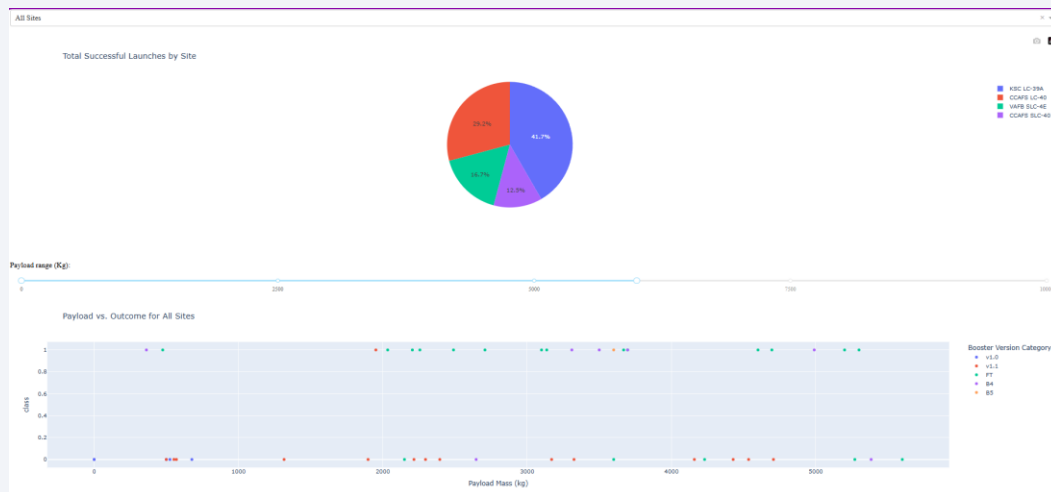 All Sites
Total Successful Launches by Site
41.7%
29.2%
16.7%
12.5%
KSC LC-39A
CCAFS LC-40
VAFB SLC-4E
CCAFS SLC-40
Payload range (Kg):
0
Payload vs. Outcome for All Sites
class
1
0.8
0.6
0.4
0.2
0
0 1000 2000 3000 4000 5000
Payload Mass (kg)
Booster Version Category
v1.0
v1.1
FT
B4
B5